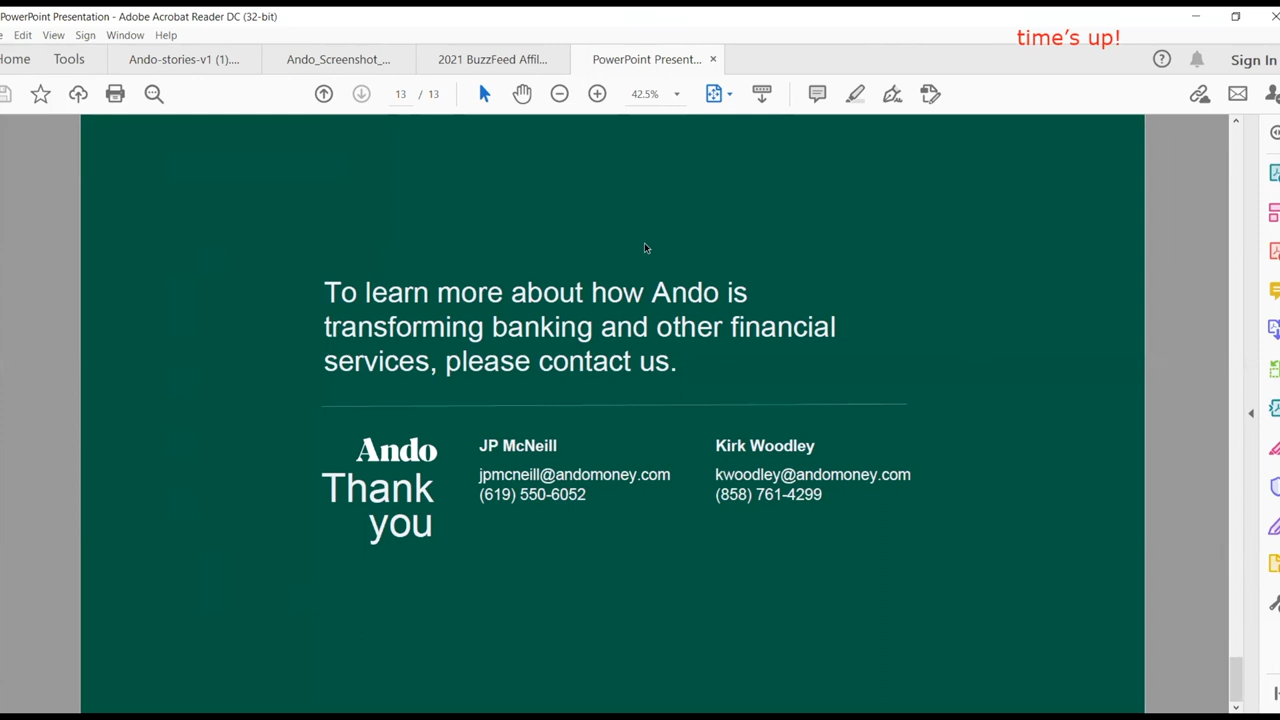 PowerPoint Presentation - Adobe Acrobat Reader DC (32-bit)
Edit View Sign Window Help
time's up!
Tools Ando-stories-v1 (1).... Ando_Screenshot_... 2021 BuzzFeed Affil... PowerPoint Present... × ? Sign In
13 / 13 42.5%
To learn more about how Ando is
transforming banking and other financial
services, please contact us.
Ando
Thank
you
JP McNeill
jpmcneill@andomoney.com
(619) 550-6052
Kirk Woodley
kwoodley@andomoney.com
(858) 761-4299